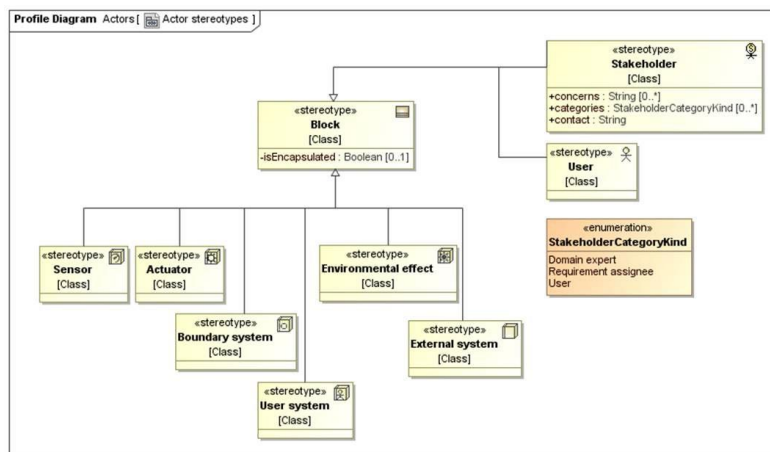 Profile Diagram Actors [ Actor stereotypes ]
«stereotype»
Stakeholder
[Class]
+concerns : String [0..*]
+categories : StakeholderCategoryKind [0..*]
+contact : String
«stereotype»
Block
[Class]
-isEncapsulated : Boolean [0..1]
«stereotype»
User
[Class]
«enumeration»
StakeholderCategoryKind
Domain expert
Requirement assignee
User
«stereotype»
Sensor
[Class]
«stereotype»
Actuator
[Class]
«stereotype»
Environmental effect
[Class]
«stereotype»
Boundary system
[Class]
«stereotype»
External system
[Class]
«stereotype»
User system
[Class]